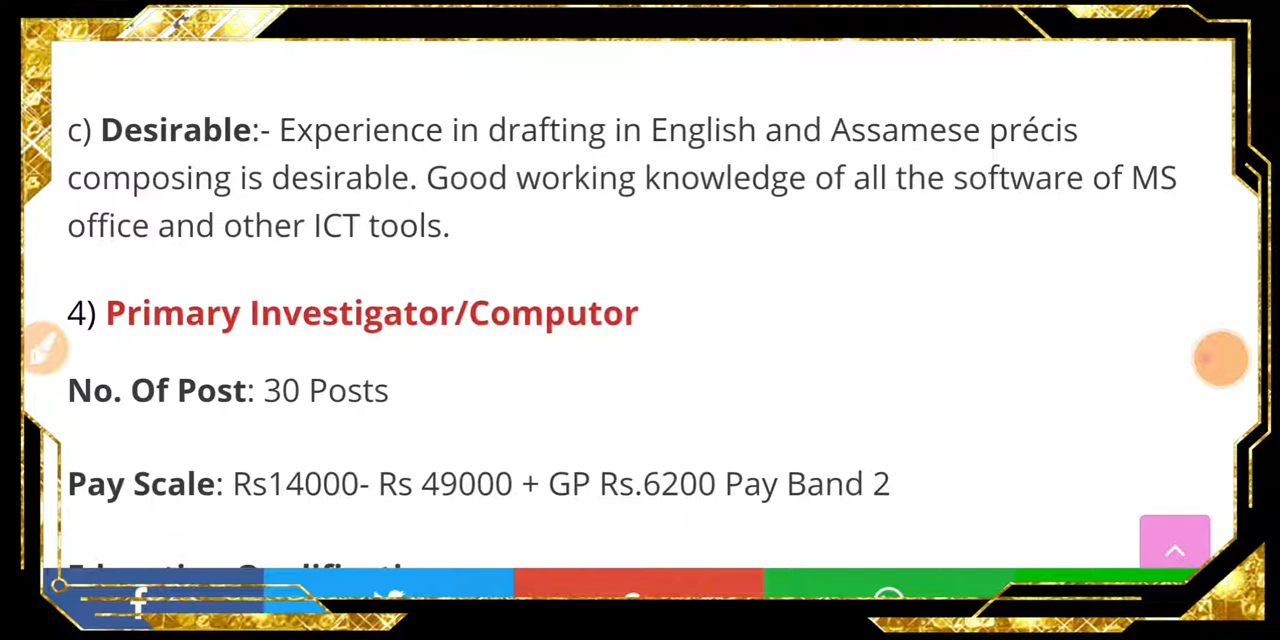 c) Desirable:- Experience in drafting in English and Assamese précis
composing is desirable. Good working knowledge of all the software of MS
office and other ICT tools.
4) Primary Investigator/Computor
No. Of Post: 30 Posts
Pay Scale: Rs14000- Rs 49000 + GP Rs.6200 Pay Band 2